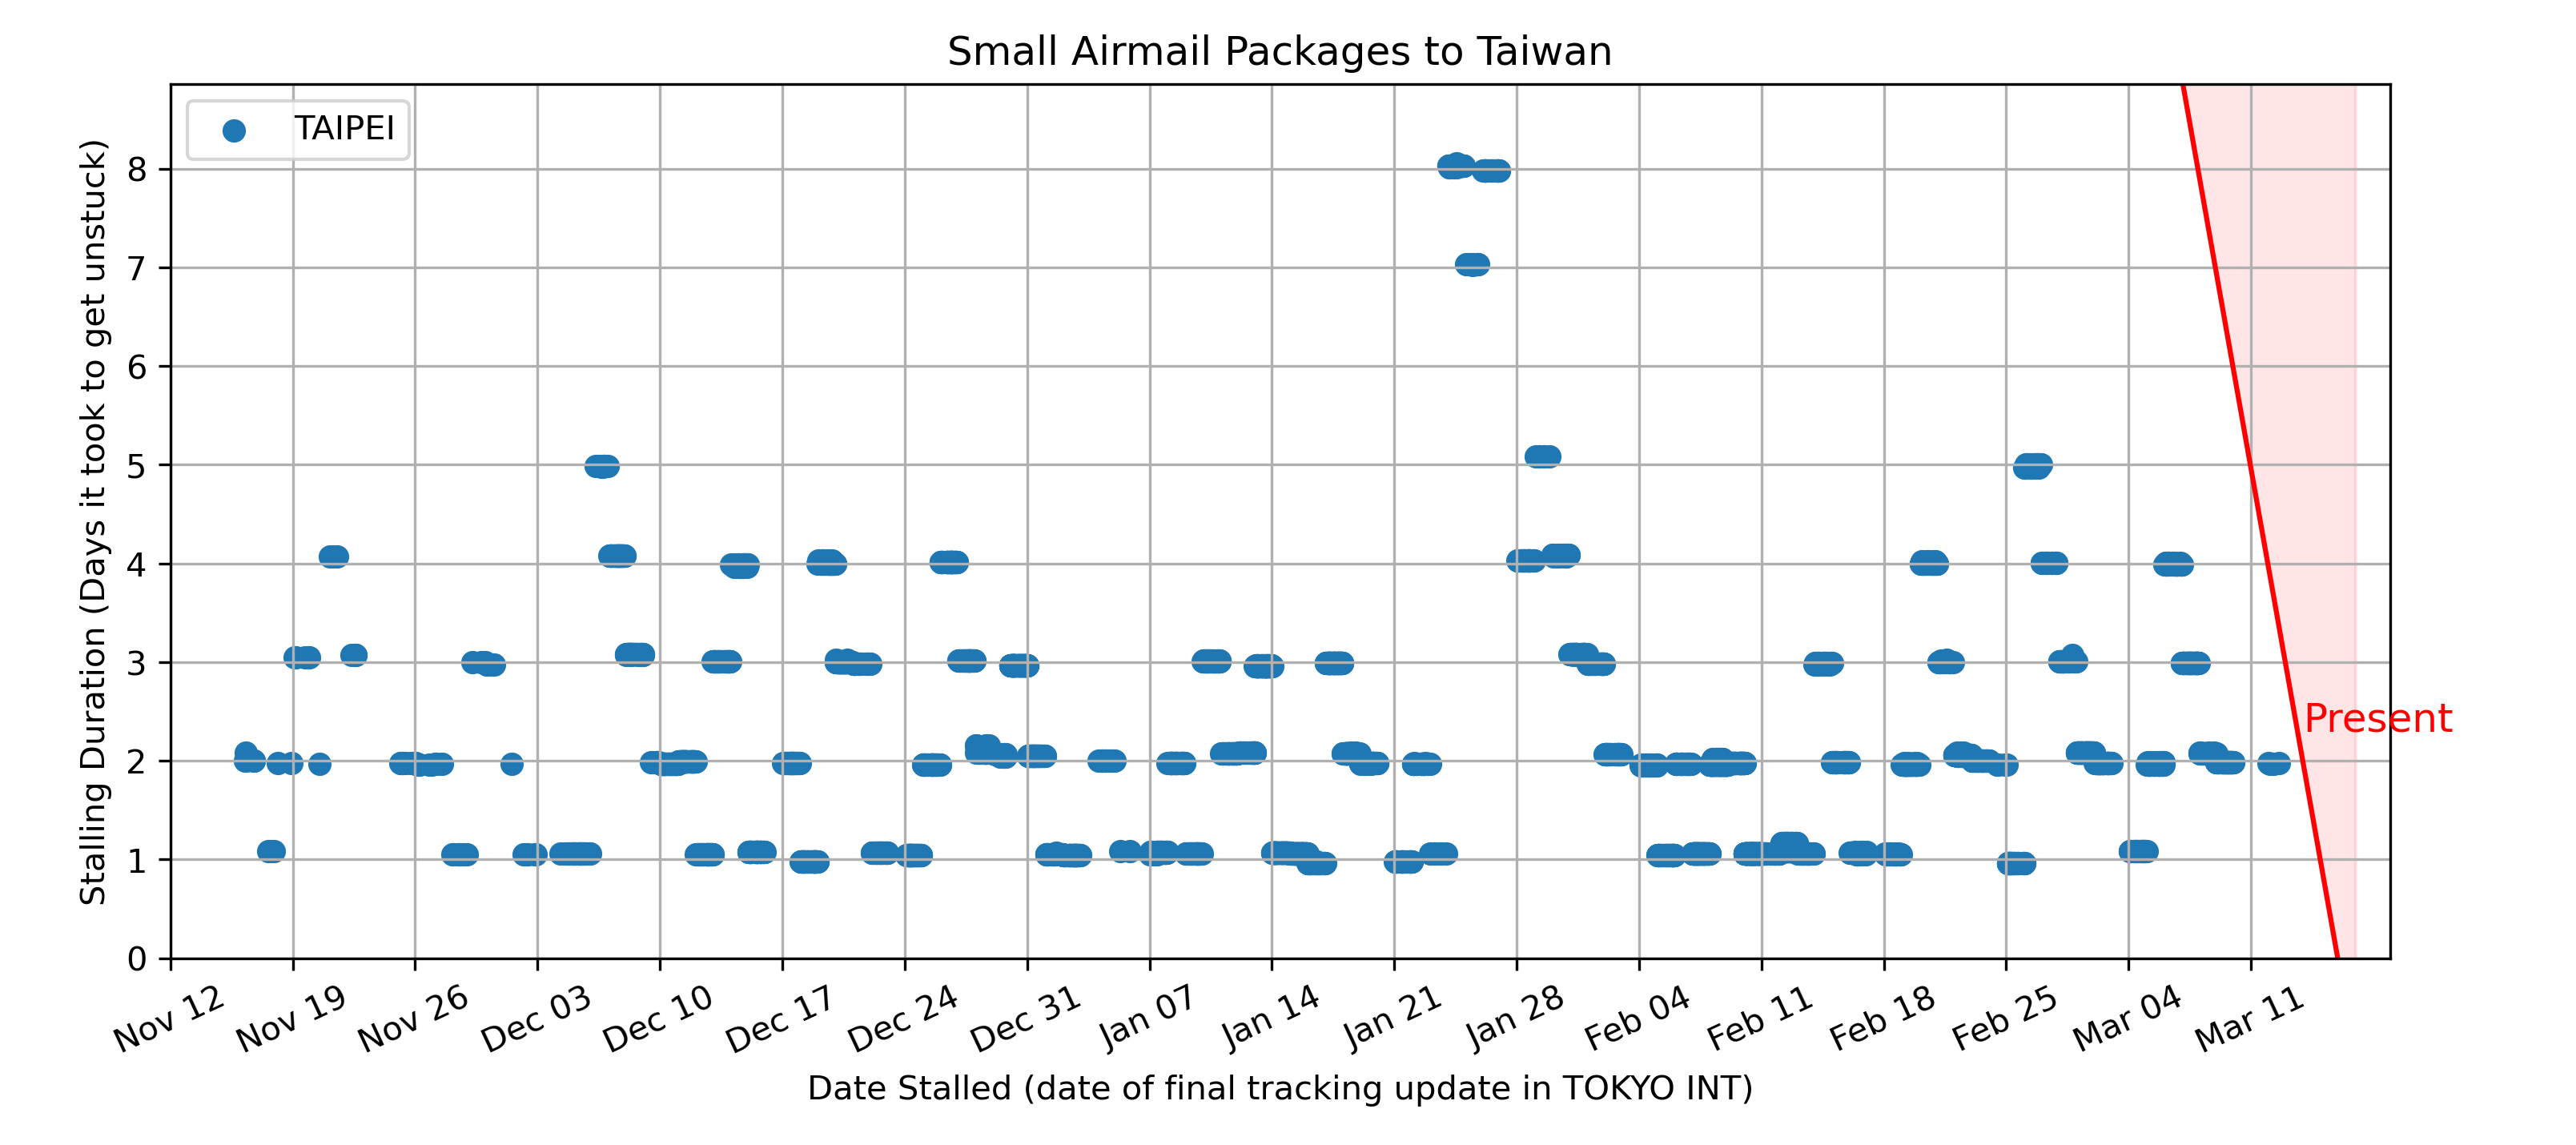 Small Airmail Packages to Taiwan
TAIPEI
Stalling Duration (Days it took to get unstuck)
8
7
6
5
4
3
2
1
0
Present
Nov 12
Nov 19
Nov 26
Dec 03
Dec 10
Dec 17
Dec 24
Dec 31
Jan 07
Jan 14
Jan 21
Jan 28
Feb 04
Feb 11
Feb 18
Feb 25
Mar 04
Mar 11
Date Stalled (date of final tracking update in TOKYO INT)